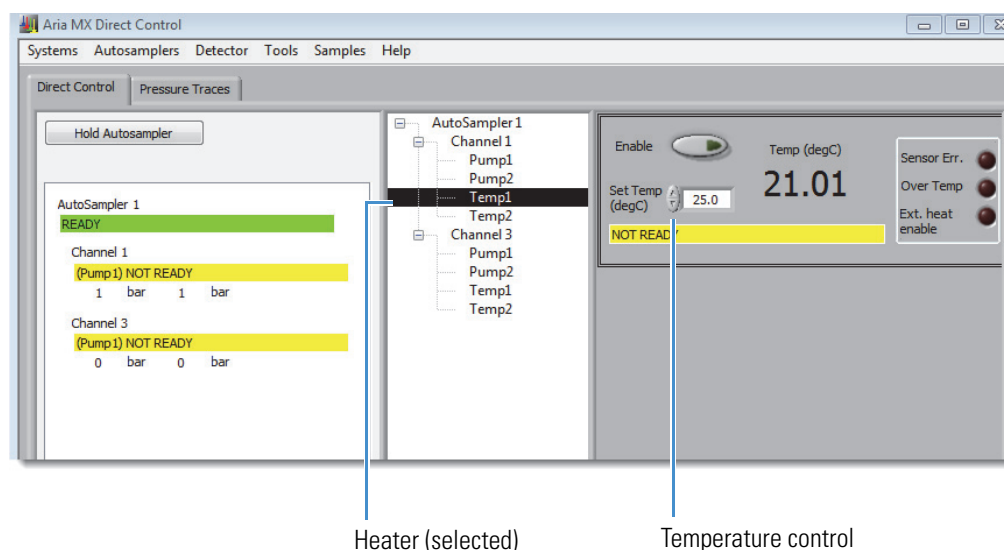 Aria MX Direct Control
Systems Autosamplers Detector Tools Samples Help
Direct Control Pressure Traces
Hold Autosampler
AutoSampler 1
READY
Channel 1
(Pump1) NOT READY
1 bar 1 bar
Channel 3
(Pump1) NOT READY
0 bar 0 bar
AutoSampler1
Channel 1
Pump1
Pump2
Temp1
Temp2
Channel 3
Pump1
Pump2
Temp1
Temp2
Enable
Temp (degC)
21.01
Set Temp
(degC)
25.0
NOT READY
Sensor Err.
Over Temp
Ext. heat
enable
Heater (selected)
Temperature control